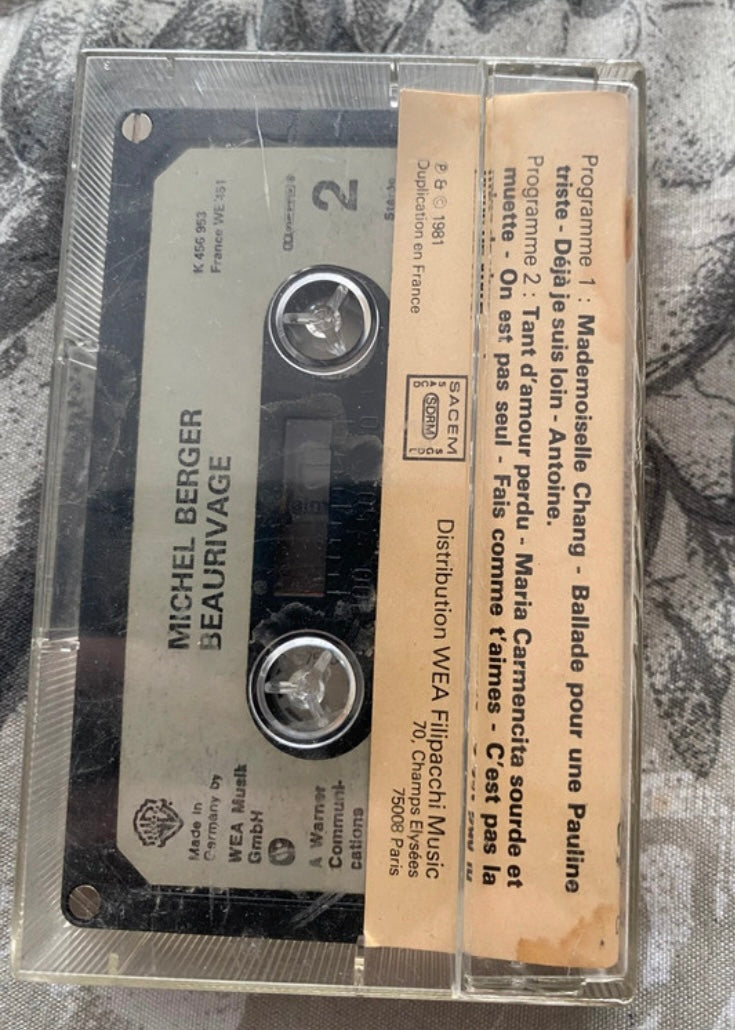 Programme 1 : Mademoiselle Chang - Ballade pour une Pauline
triste - Déjà je suis loin - Antoine.
Programme 2 : Tant d'amour perdu - Maria Carmencita sourde et
muette - On est pas seul - Fais comme t'aimes - C'est pas la
℗ & © 1981
Duplication en France
SACEM
SDRM
Distribution WEA Filipacchi Music
70, Champs Elysées
75008 Paris
2
K 456 963
France WE 351
MICHEL BERGER
BEAURIVAGE
Made in
Germany by
WEA Musik
GmbH
A Warner
Communi-
cations